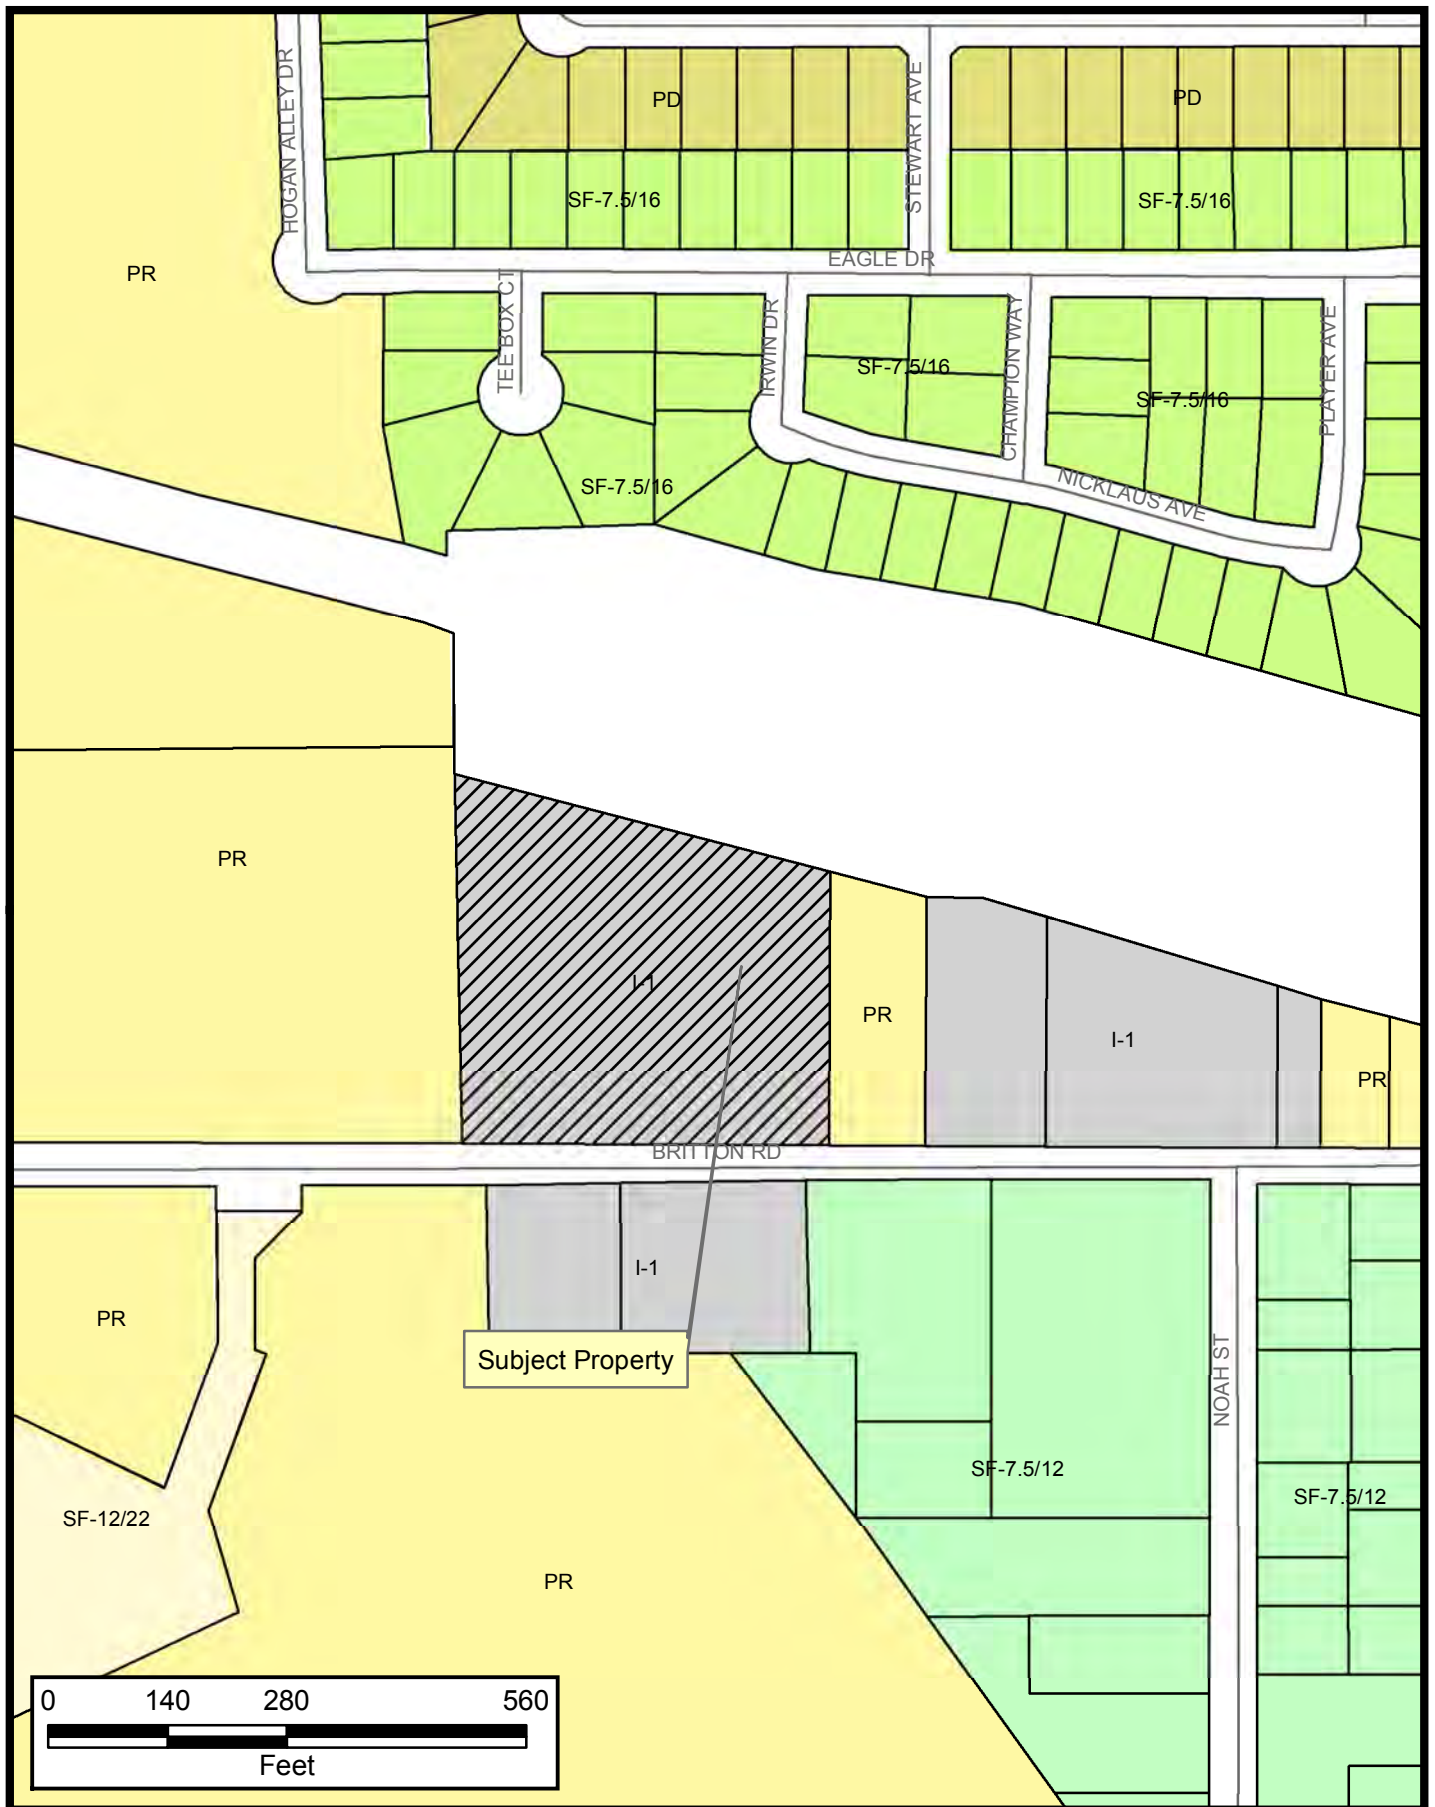 HOGAN ALLEY DR
PD
STEWART AVE
PD
SF-7.5/16
SF-7.5/16
PR
EAGLE DR
TEE BOX CT
IRWIN DR
SF-7.5/16
CHAMPION WAY
SF-7.5/16
PLAYER AVE
SF-7.5/16
NICKLAUS AVE
PR
I-1
PR
I-1
PR
BRITTON RD
I-1
PR
Subject Property
NOAH ST
SF-7.5/12
SF-7.5/12
SF-12/22
PR
0 140 280 560
Feet